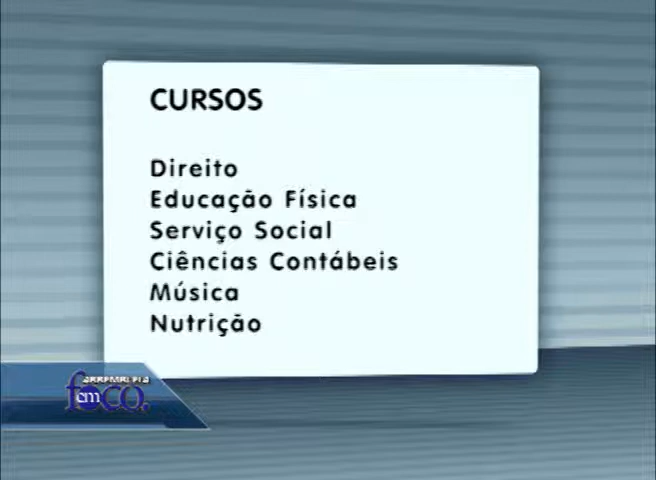 CURSOS
Direito
Educação Física
Serviço Social
Ciências Contábeis
Música
Nutrição
em
foco.